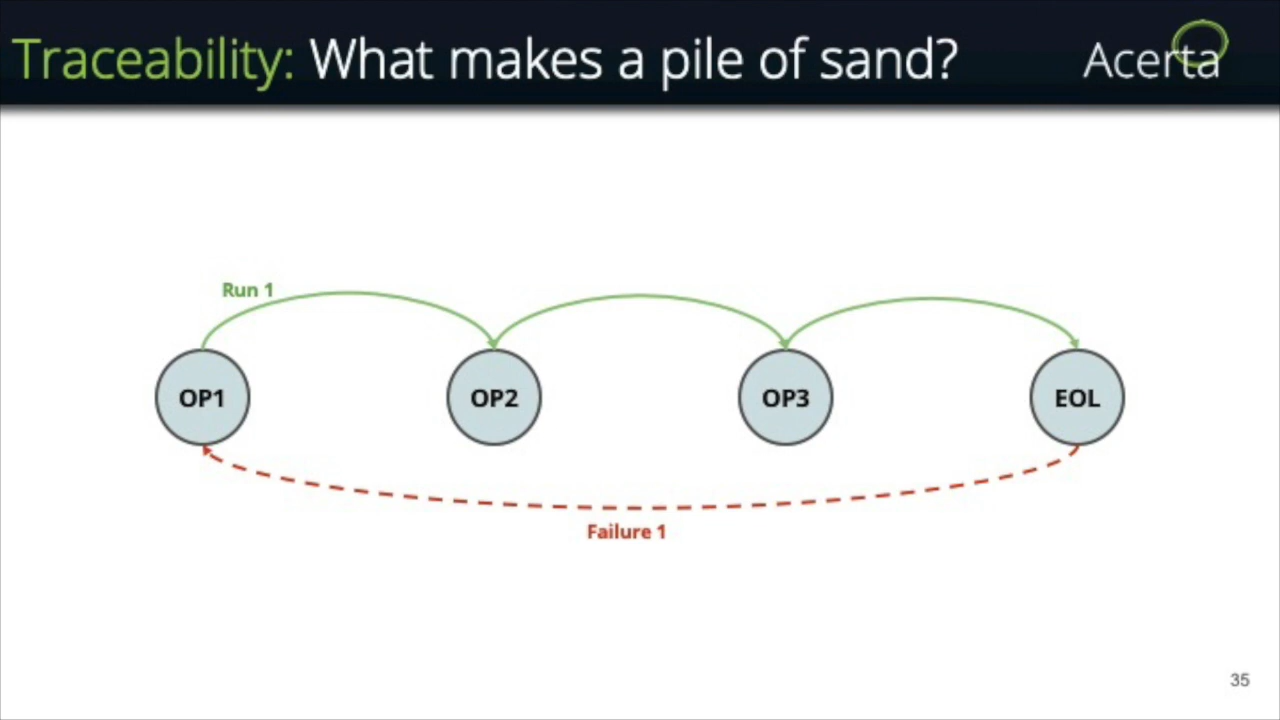 Traceability: What makes a pile of sand?
Acerta
Run 1
OP1
OP2
OP3
EOL
Failure 1
35